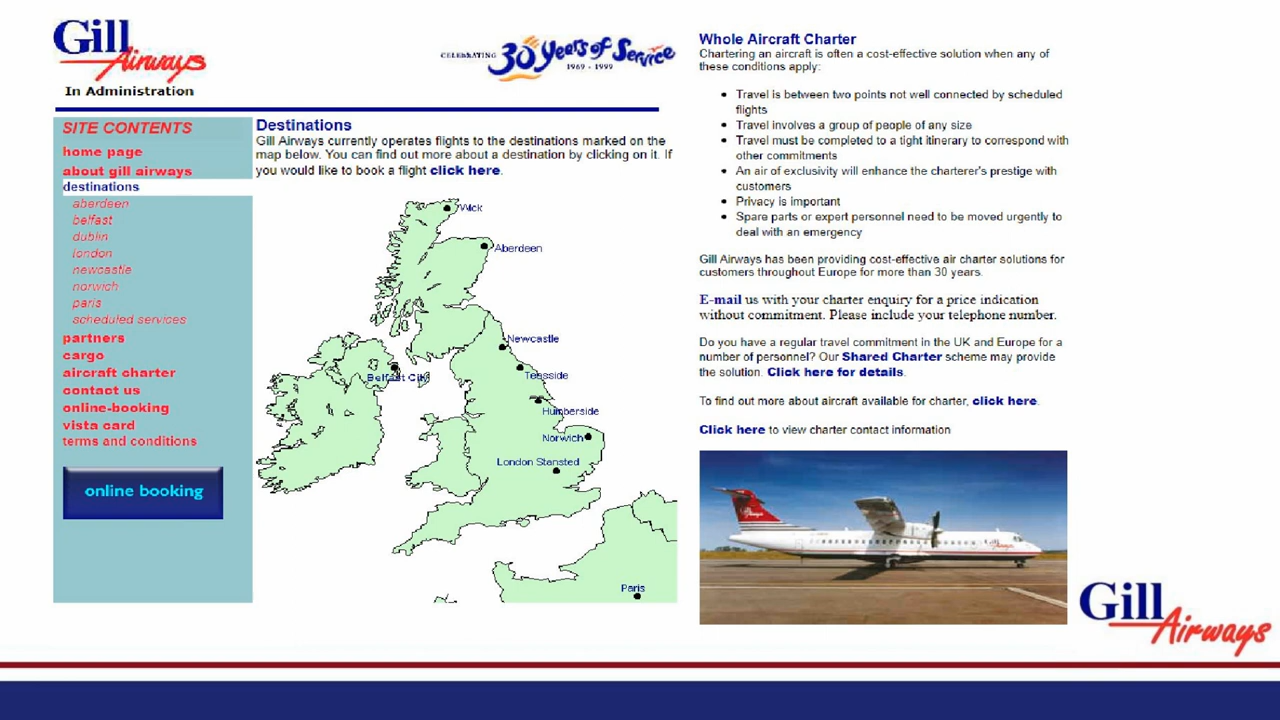 Gill
Airways
In Administration
CELEBRATING 30 Years of Service
1969 - 1999
SITE CONTENTS
home page
about gill airways
destinations
aberdeen
belfast
dublin
london
newcastle
norwich
paris
scheduled services
partners
cargo
aircraft charter
contact us
online-booking
vista card
terms and conditions
online booking
Destinations
Gill Airways currently operates flights to the destinations marked on the
map below. You can find out more about a destination by clicking on it. If
you would like to book a flight click here.
Wick
Aberdeen
Newcastle
Teesside
Belfast City
Humberside
Norwich
London Stansted
Paris
Whole Aircraft Charter
Chartering an aircraft is often a cost-effective solution when any of
these conditions apply:
• Travel is between two points not well connected by scheduled
flights
• Travel involves a group of people of any size
• Travel must be completed to a tight itinerary to correspond with
other commitments
• An air of exclusivity will enhance the charterer's prestige with
customers
• Privacy is important
• Spare parts or expert personnel need to be moved urgently to
deal with an emergency
Gill Airways has been providing cost-effective air charter solutions for
customers throughout Europe for more than 30 years.
E-mail us with your charter enquiry for a price indication
without commitment. Please include your telephone number.
Do you have a regular travel commitment in the UK and Europe for a
number of personnel? Our Shared Charter scheme may provide
the solution. Click here for details.
To find out more about aircraft available for charter, click here.
Click here to view charter contact information
Gill
Airways